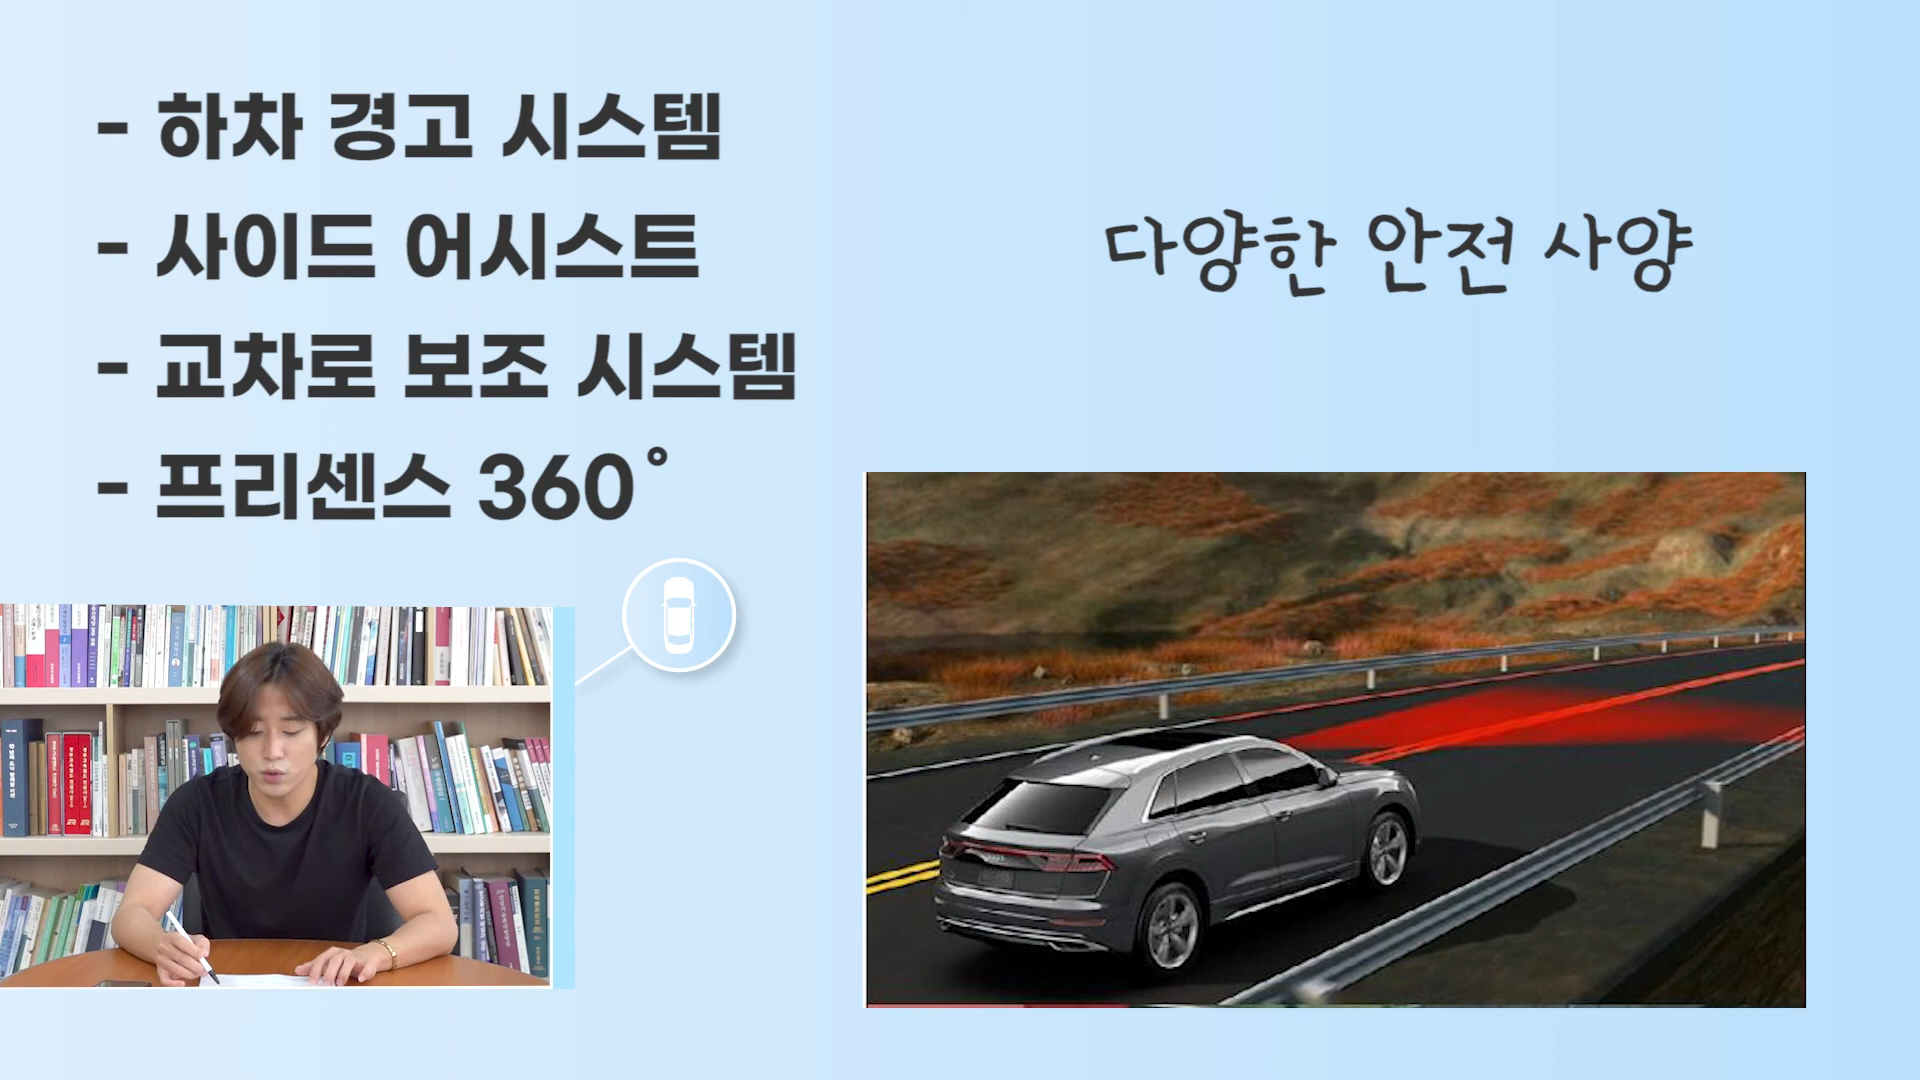 - 하차 경고 시스템
- 사이드 어시스트
- 교차로 보조 시스템
- 프리센스 360˚
다양한 안전 사양